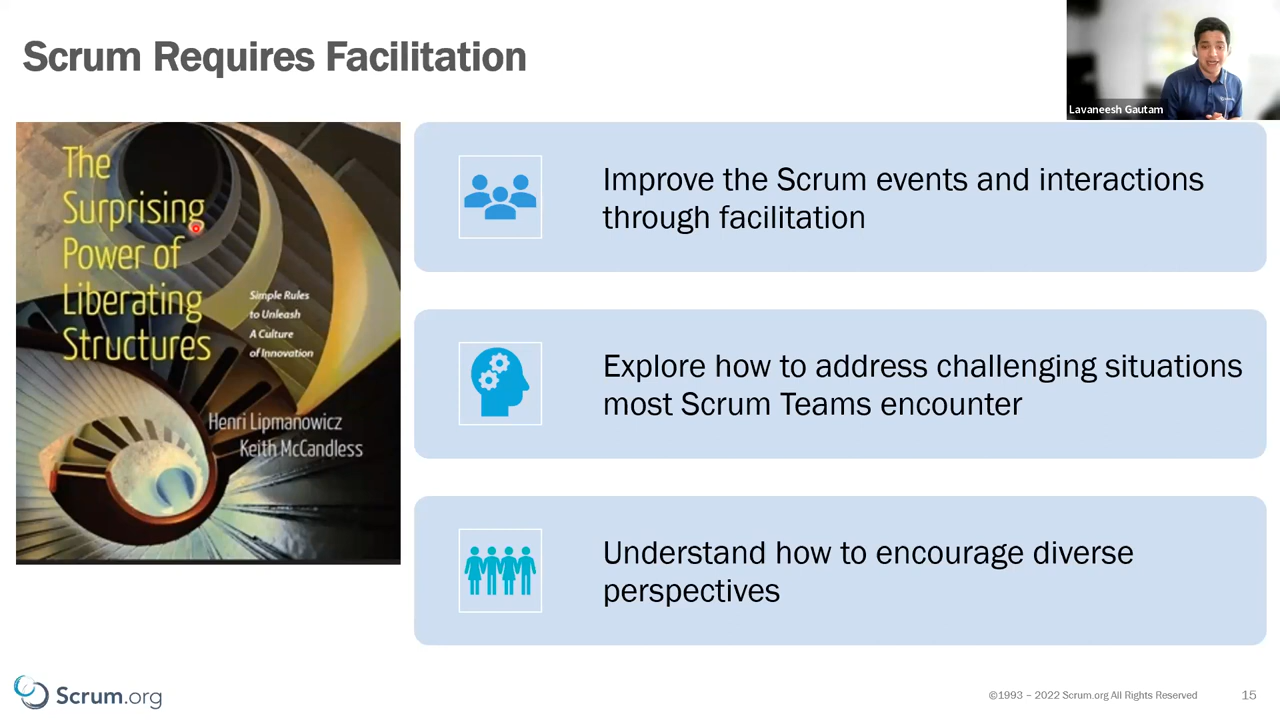 Scrum Requires Facilitation
Lavaneesh Gautam
The
Surprising
Power of
Liberating
Structures
Simple Rules
to Unleash
A Culture
of Innovation
Henri Lipmanowicz
Keith McCandless
Improve the Scrum events and interactions
through facilitation
Explore how to address challenging situations
most Scrum Teams encounter
Understand how to encourage diverse
perspectives
Scrum.org
©1993 – 2022 Scrum.org All Rights Reserved
15